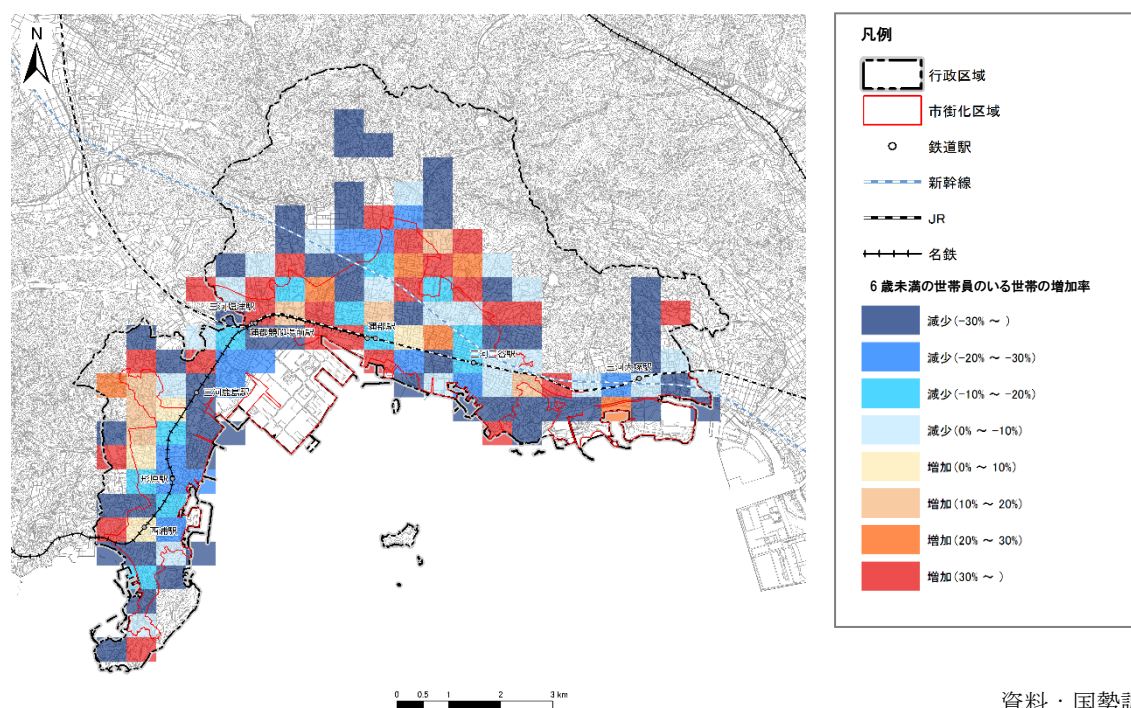 N
三河塩津駅
蒲郡競艇場前駅
蒲郡駅
三河三谷駅
三河大塚駅
三河鹿島駅
形原駅
西浦駅
0 0.5 1 2 3 km
凡例
行政区域
市街化区域
鉄道駅
新幹線
JR
名鉄
6 歳未満の世帯員のいる世帯の増加率
減少(-30% ~ )
減少(-20% ~ -30%)
減少(-10% ~ -20%)
減少(0% ~ -10%)
増加(0% ~ 10%)
増加(10% ~ 20%)
増加(20% ~ 30%)
増加(30% ~ )
資料：国勢調